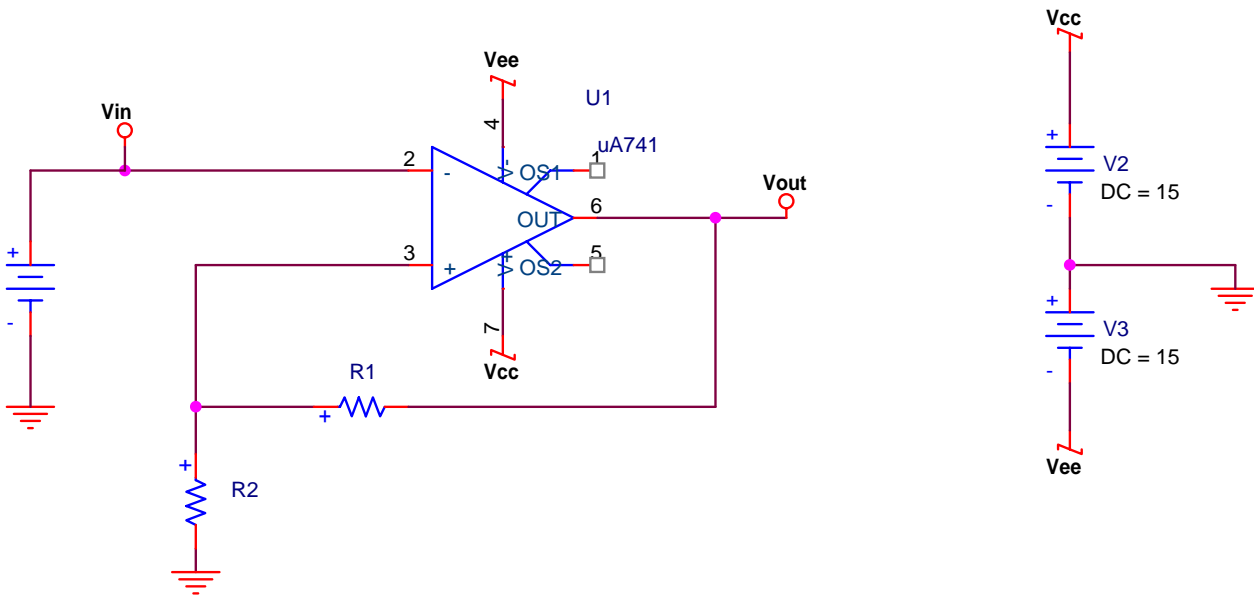 Vcc
Vee
U1
Vin
4
uA741
1
+
2
-
V-
OS1
V2
DC = 15
-
Vout
OUT
6
+
3
+
V+
OS2
5
-
+
V3
DC = 15
-
7
Vcc
R1
+
Vee
+
R2